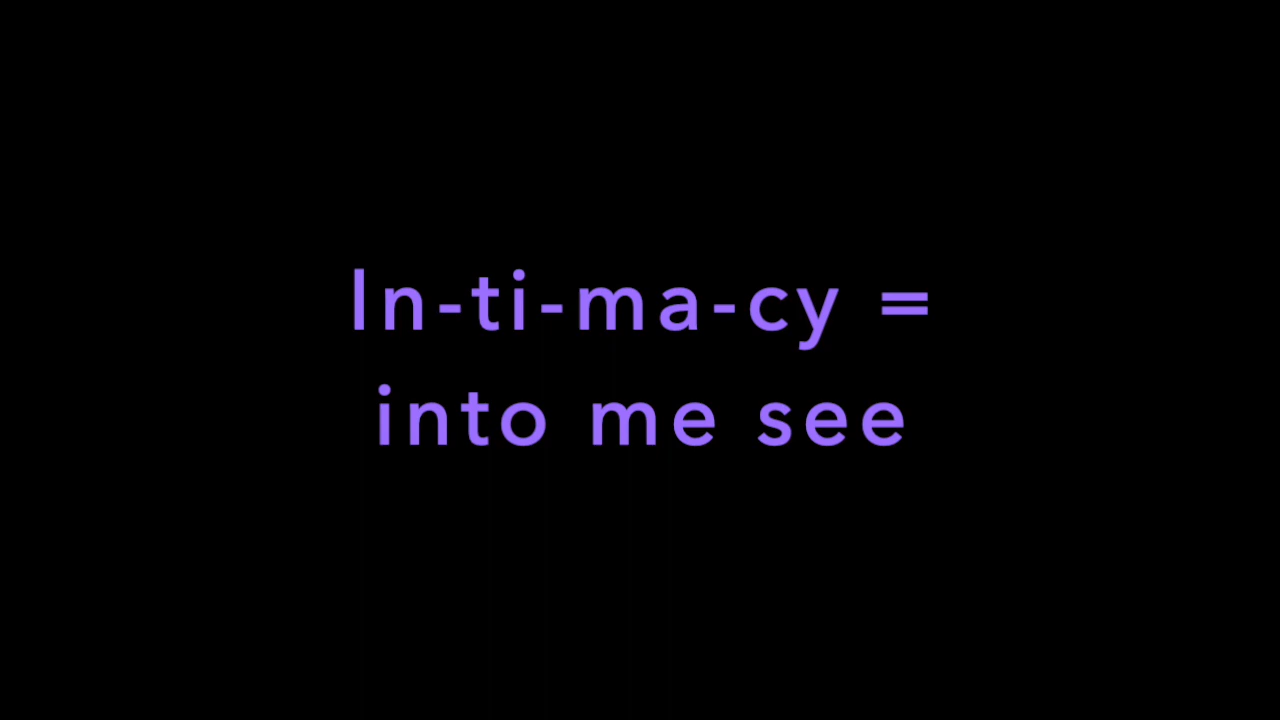 In-ti-ma-cy =
into me see